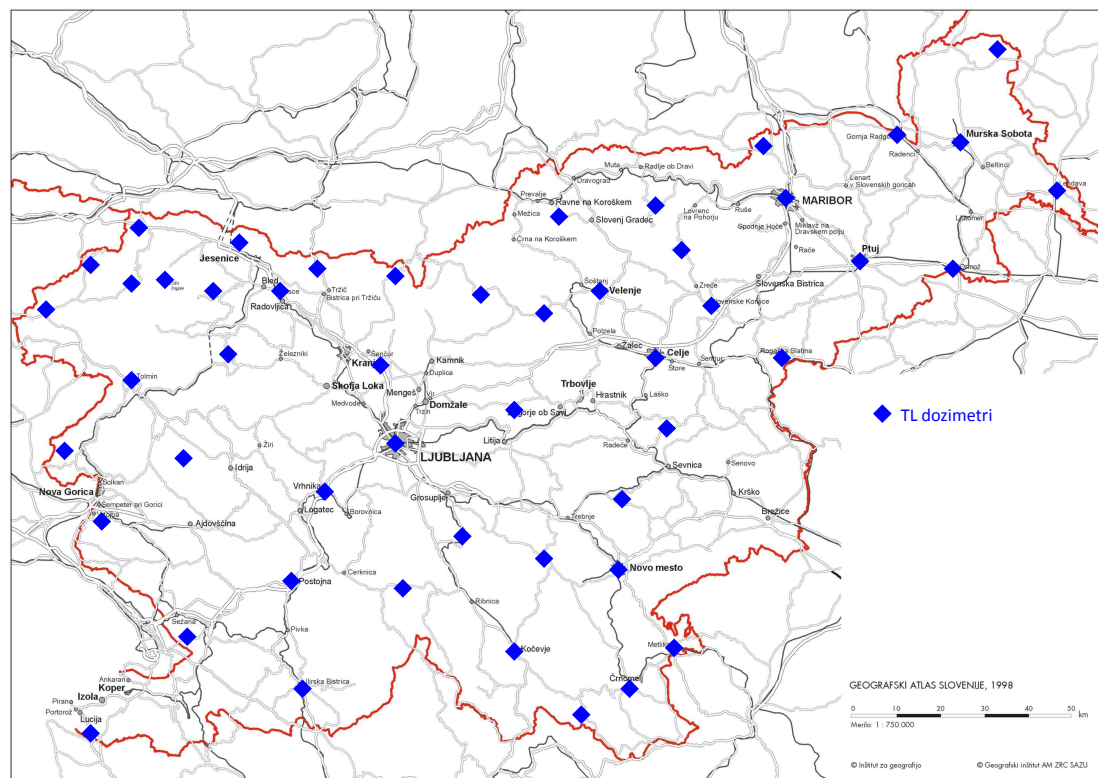 Gornja Radgo
Murska Sobota
Radenci
Beltinci
Muta
Radlje ob Dravi
Dravograd
Lenart
v Slovenskih goricah
Prevalje
Ravne na Koroškem
MARIBOR
Mežica
Slovenj Gradec
Lovrenc
na Pohorju
Ruše
Spodnje Hoče
Miklavž na
Dravskem polju
Črna na Koroškem
Rače
Ptuj
Jesenice
Bled
Radovljica
Tržič
Bistrica pri Tržiču
Šoštanj
Velenje
Zreče
Slovenska Bistrica
Slovenske Konjice
Polzela
Žalec
Celje
Šentjur
Štore
Rogaška Slatina
Železniki
Šenčur
Kranj
Kamnik
Duplica
Tolmin
Škofja Loka
Mengeš
Vir
Medvode
Trzin
Domžale
Trbovlje
Hrastnik
Laško
Zagorje ob Savi
TL dozimetri
Žiri
Litija
Radeče
Idrija
LJUBLJANA
Sevnica
Senovo
Solkan
Nova Gorica
Vrhnika
Grosuplje
Krško
Šempeter pri Gorici
Logatec
Borovnica
Trebnje
Brežice
Ajdovščina
Postojna
Cerknica
Novo mesto
Ribnica
Sežana
Pivka
Kočevje
Metlika
Ankaran
Koper
Ilirska Bistrica
Črnomelj
Piran
Izola
Portorož
Lucija
GEOGRAFSKI ATLAS SLOVENIJE, 1998
0 10 20 30 40 50 km
Merilo: 1 : 750 000
© Inštitut za geografijo
© Geografski inštitut AM ZRC SAZU